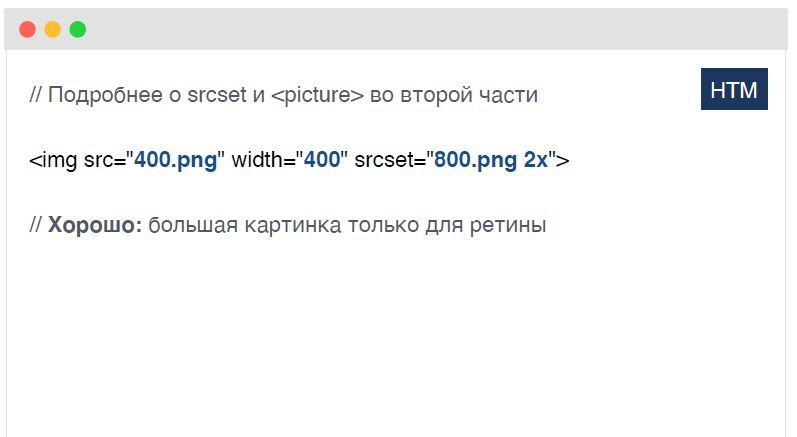 HTM
// Подробнее о srcset и <picture> во второй части
<img src="400.png" width="400" srcset="800.png 2x">
// Хорошо: большая картинка только для ретины